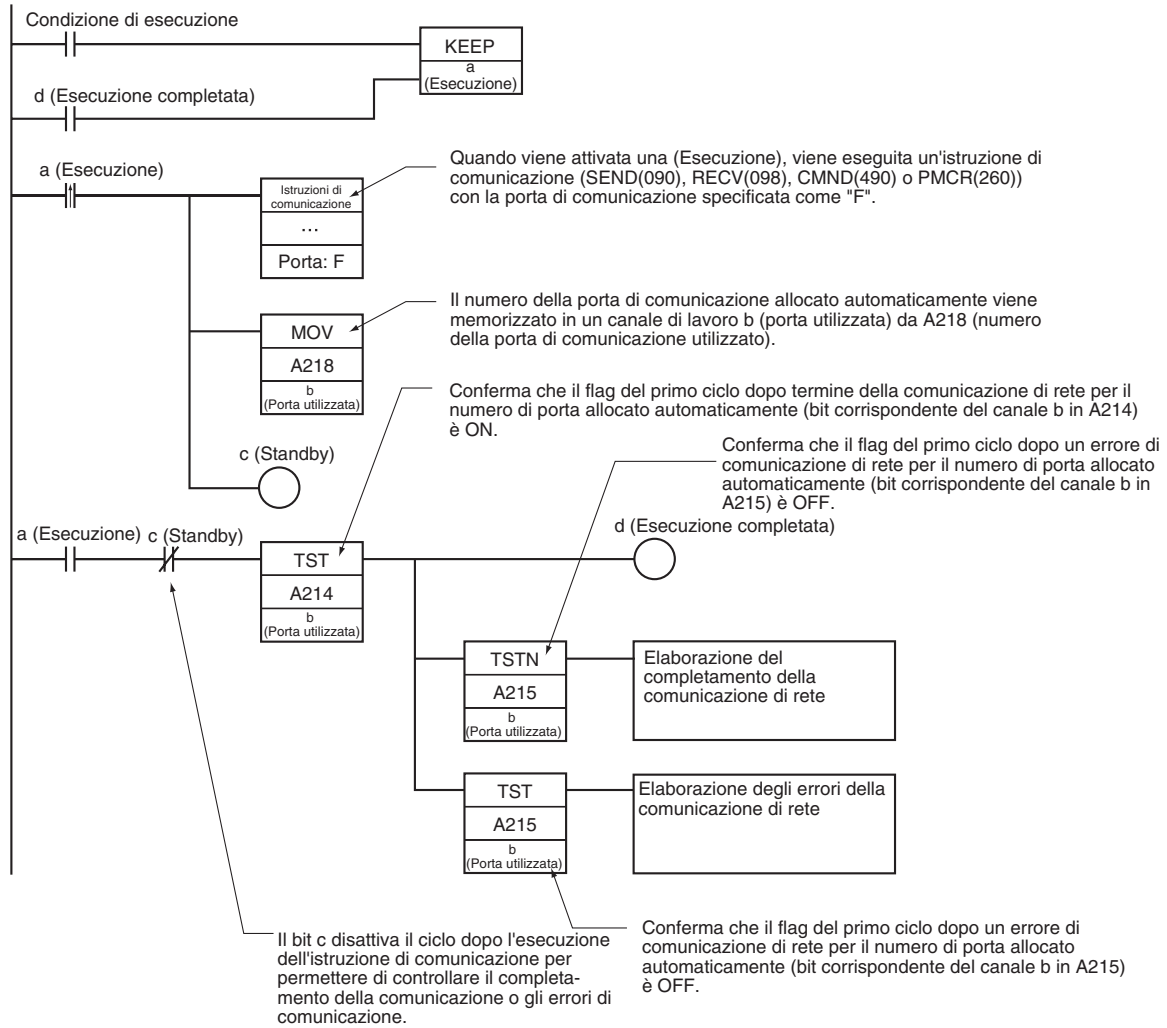 Condizione di esecuzione
KEEP
a
(Esecuzione)
d (Esecuzione completata)
a (Esecuzione)
Istruzioni di
comunicazione
...
Porta: F
Quando viene attivata una (Esecuzione), viene eseguita un'istruzione di
comunicazione (SEND(090), RECV(098), CMND(490) o PMCR(260))
con la porta di comunicazione specificata come "F".
MOV
A218
b
(Porta utilizzata)
Il numero della porta di comunicazione allocato automaticamente viene
memorizzato in un canale di lavoro b (porta utilizzata) da A218 (numero
della porta di comunicazione utilizzato).
Conferma che il flag del primo ciclo dopo termine della comunicazione di rete per il
numero di porta allocato automaticamente (bit corrispondente del canale b in A214)
è ON.
c (Standby)
Conferma che il flag del primo ciclo dopo un errore di
comunicazione di rete per il numero di porta allocato
automaticamente (bit corrispondente del canale b in
A215) è OFF.
a (Esecuzione)
c (Standby)
TST
A214
b
(Porta utilizzata)
d (Esecuzione completata)
TSTN
A215
b
(Porta utilizzata)
Elaborazione del
completamento della
comunicazione di rete
TST
A215
b
(Porta utilizzata)
Elaborazione degli errori della
comunicazione di rete
Il bit c disattiva il ciclo dopo l'esecuzione
dell'istruzione di comunicazione per
permettere di controllare il completa-
mento della comunicazione o gli errori di
comunicazione.
Conferma che il flag del primo ciclo dopo un errore di
comunicazione di rete per il numero di porta allocato
automaticamente (bit corrispondente del canale b in A215)
è OFF.